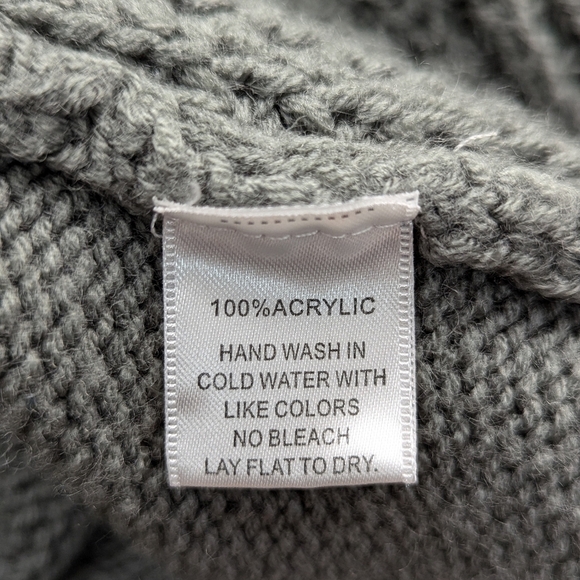 100%ACRYLIC
HAND WASH IN
COLD WATER WITH
LIKE COLORS
NO BLEACH
LAY FLAT TO DRY.